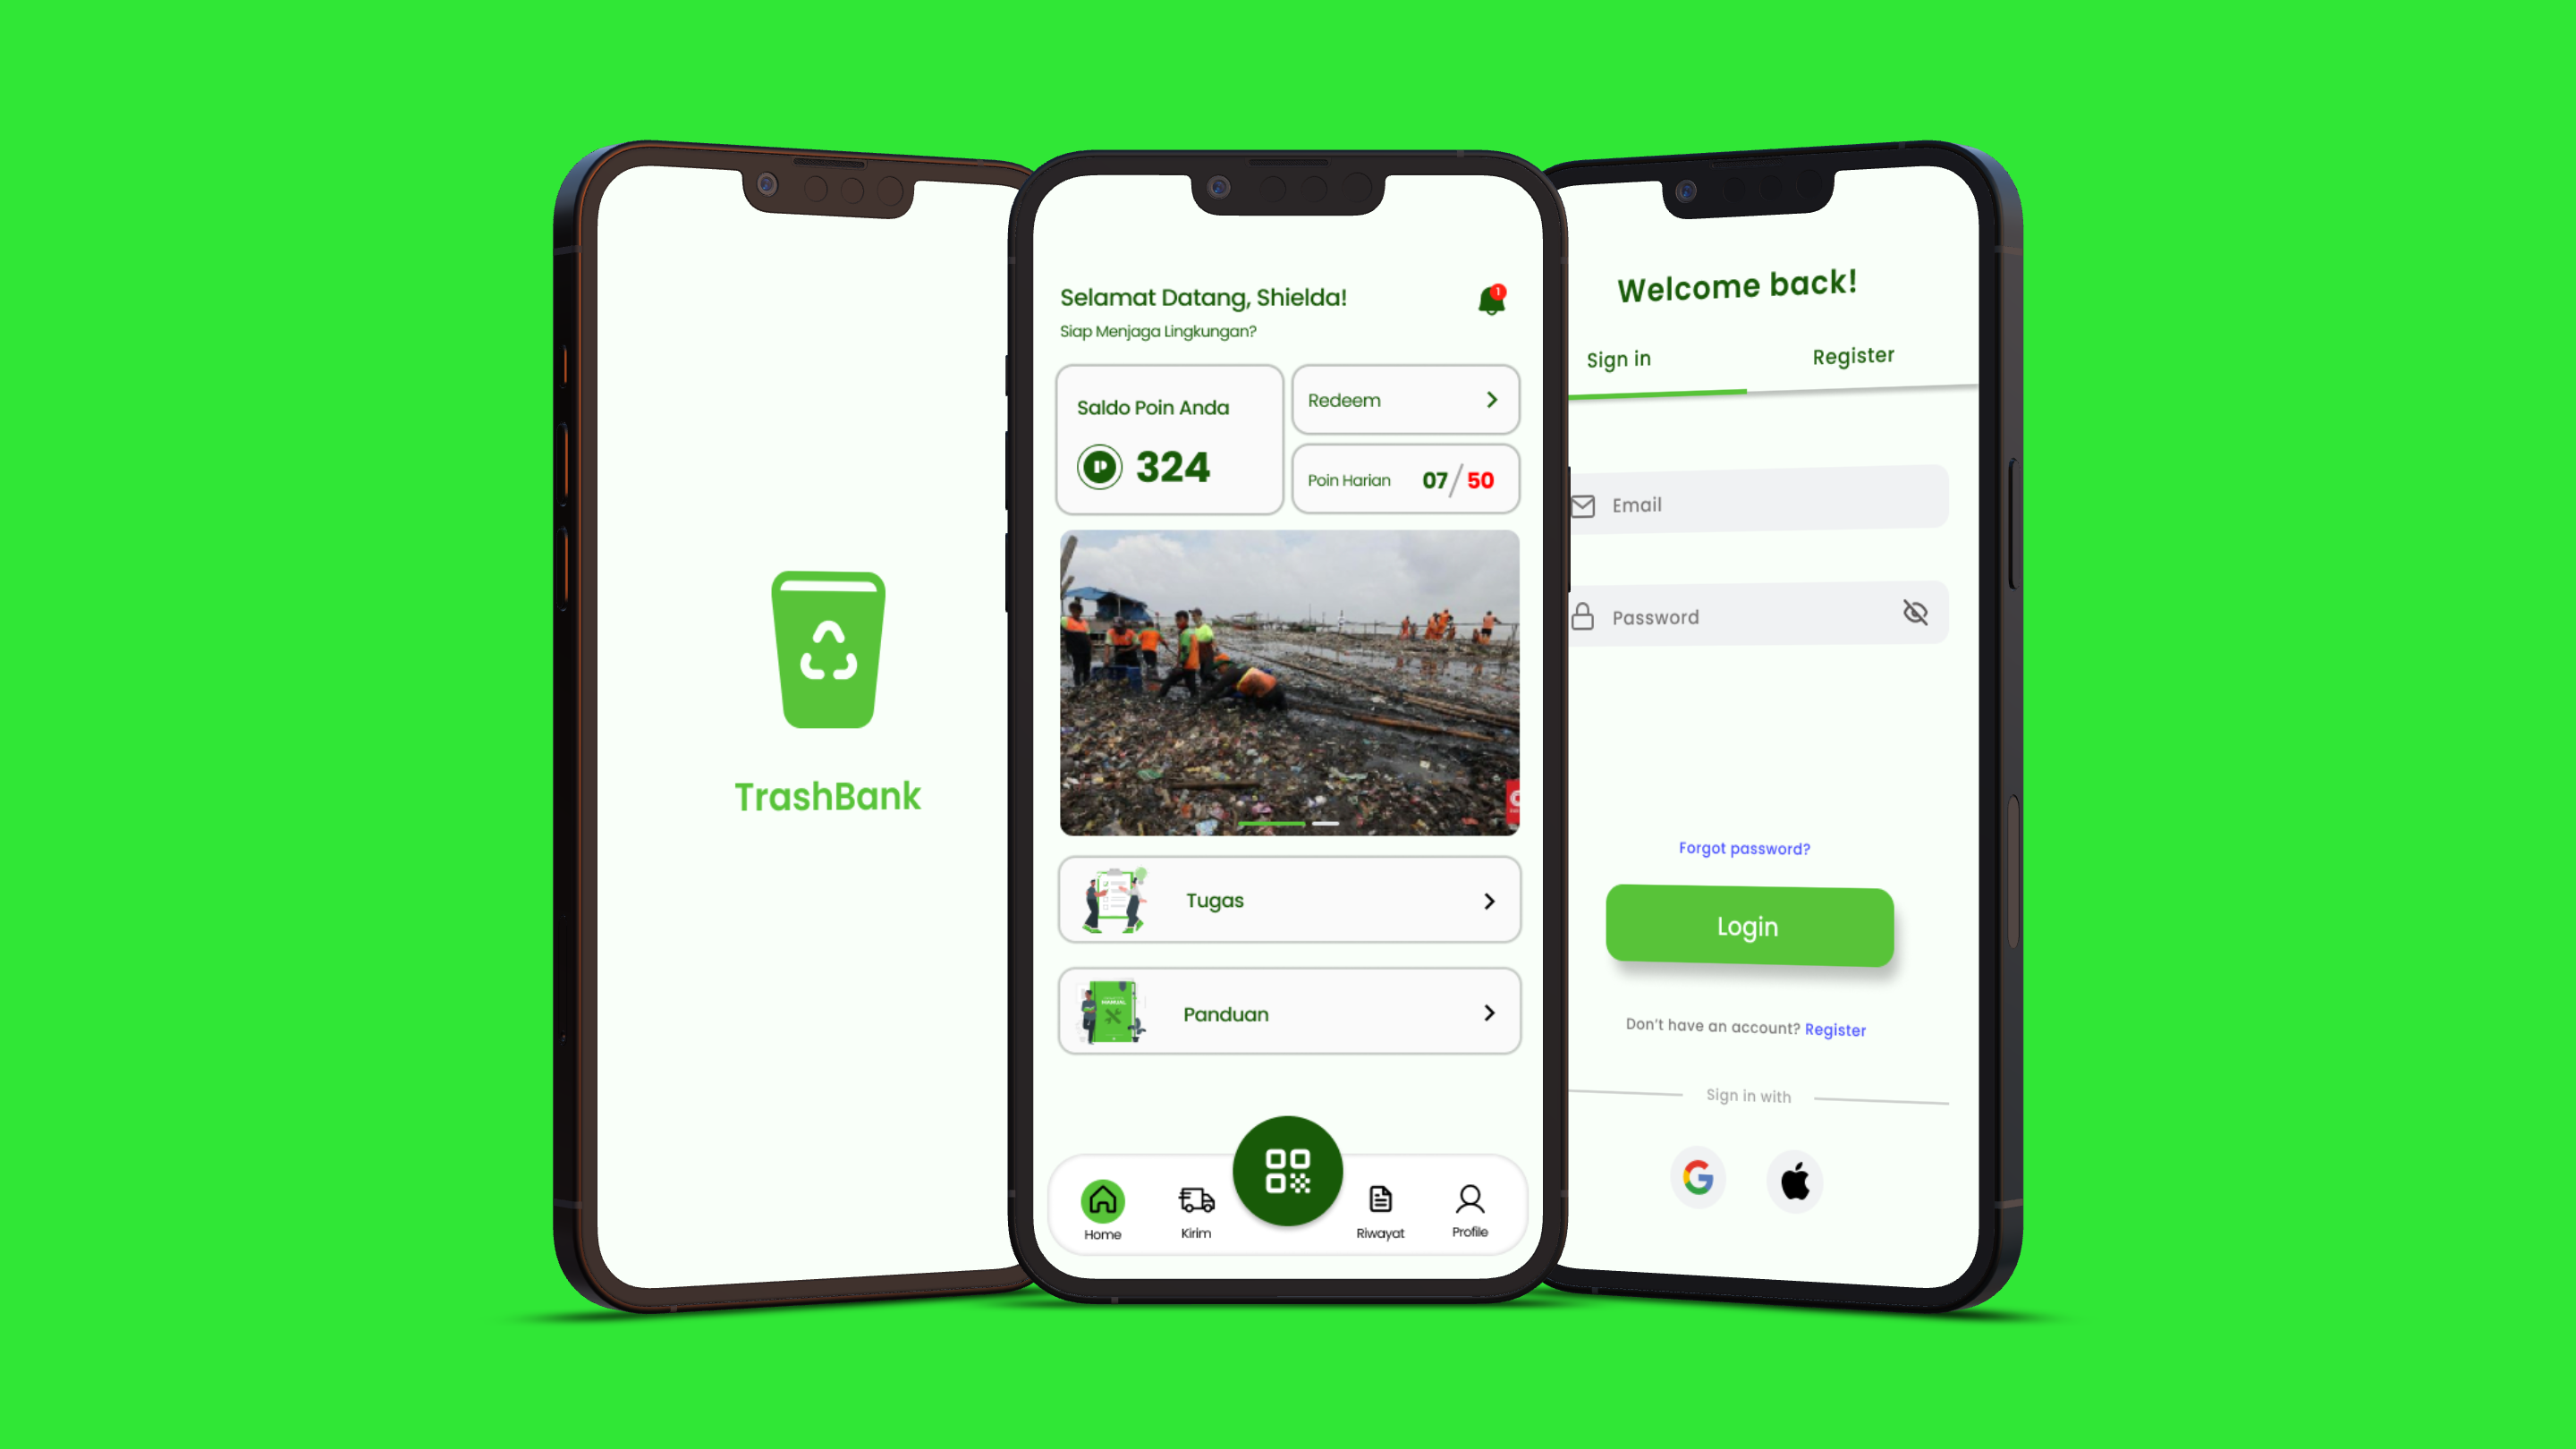 TrashBank
Selamat Datang, Shielda!
1
Siap Menjaga Lingkungan?
Saldo Poin Anda
324
Redeem
Poin Harian 07/50
Tugas
MANUAL
Panduan
Home
Kirim
Riwayat
Profile
Welcome back!
Sign in
Register
Email
Password
Forgot password?
Login
Don't have an account? Register
Sign in with